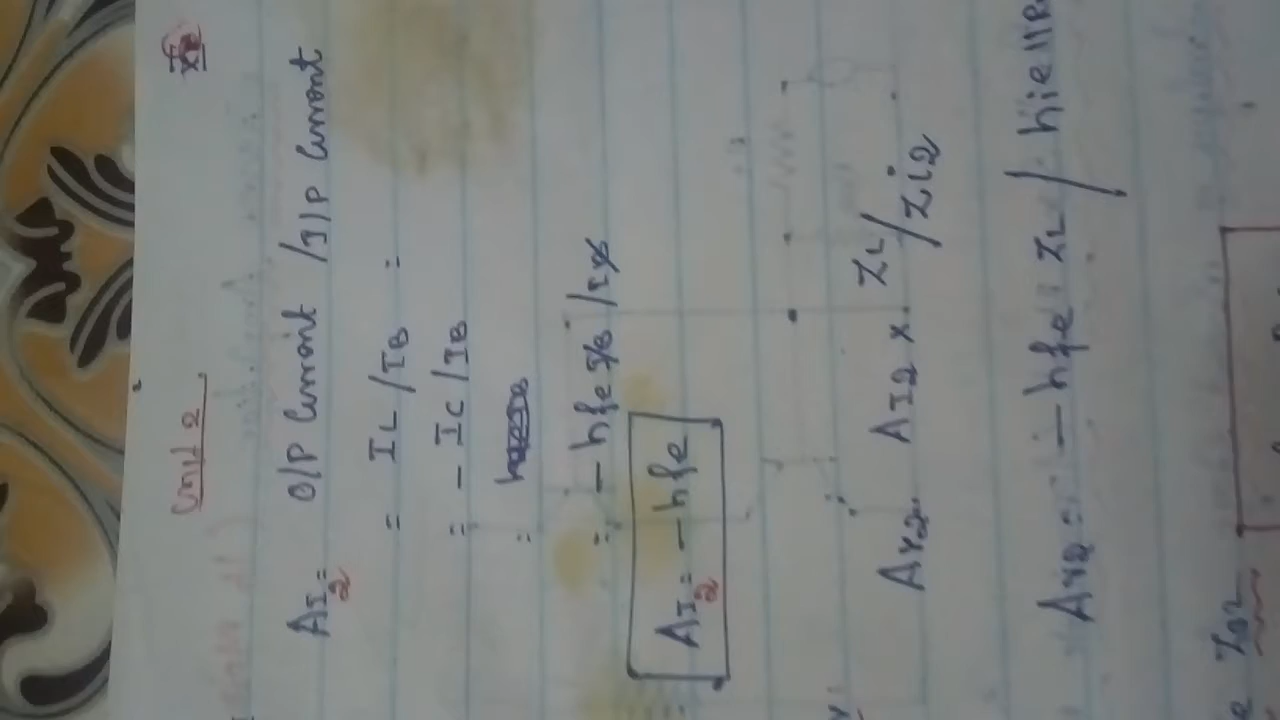 Unit 2
AI2 = O/P Current / I/P Current
= IL / IB =
= - IC / IB
=
= - hfe IB / IB
AI2 = - hfe
Av2 = AI2 x ZL / Zi2
Av2 = - hfe ZL / hie ||
Zo2